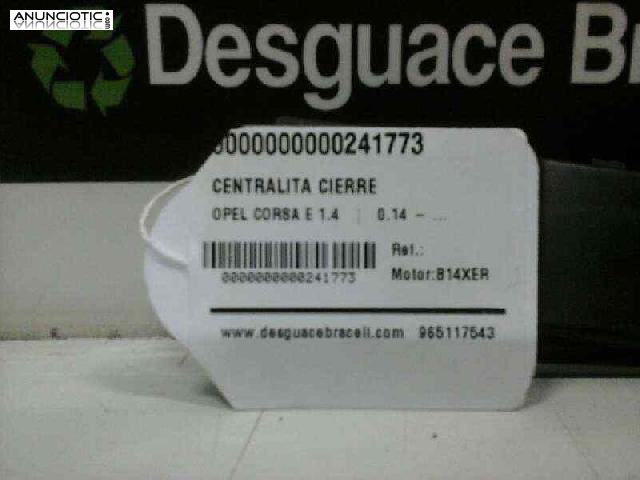 ANUNCIOTIC.es
Desguace B
0000000000241773
CENTRALITA CIERRE
OPEL CORSA E 1.4 | 0.14 - ...
Ref.:
0000000000241773
Motor:B14XER
www.desguacebraceli.com 965117543